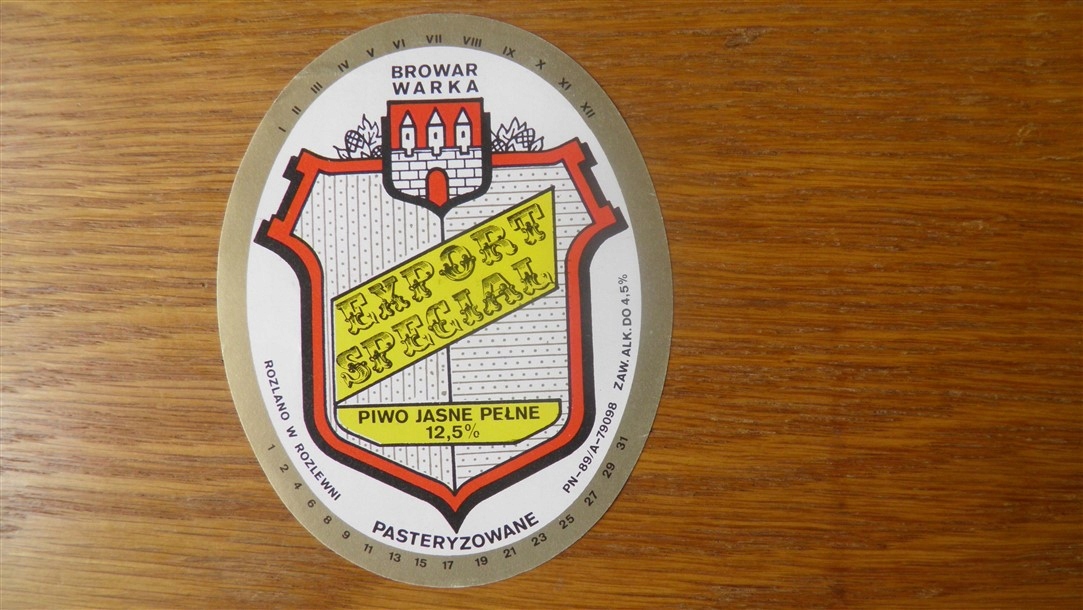 I II III IV V VI VII VIII IX X XI XII
BROWAR
WARKA
EXPORT
SPECIAL
PIWO JASNE PEŁNE
12,5%
ROZLANO W ROZLEWNI
PASTERYZOWANE
PN-89/A-79098 ZAW. ALK. DO 4,5%
1 2 4 6 8 9 11 13 15 17 19 21 23 25 27 29 31